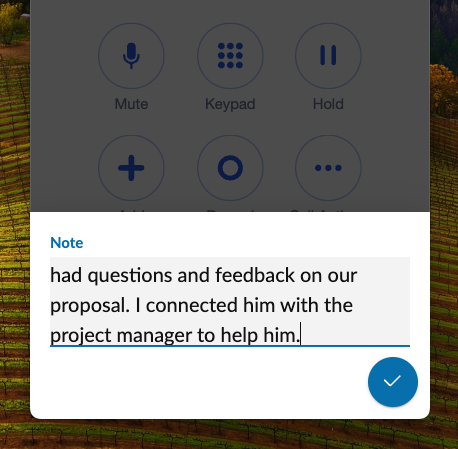 Mute Keypad Hold
Note
had questions and feedback on our
proposal. I connected him with the
project manager to help him.